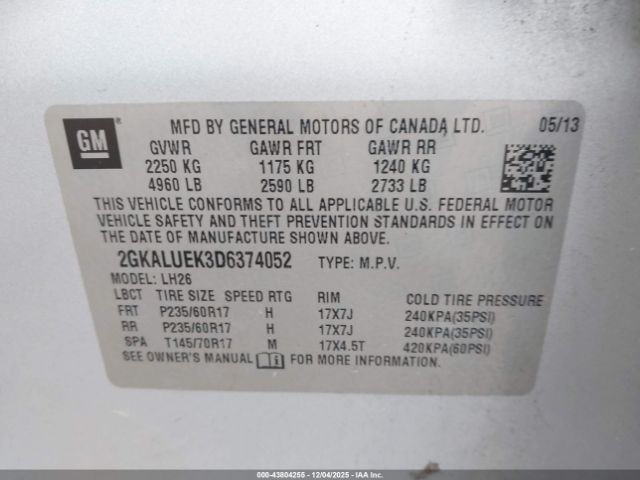 GM
MFD BY GENERAL MOTORS OF CANADA LTD. 05/13
GVWR GAWR FRT GAWR RR
2250 KG 1175 KG 1240 KG
4960 LB 2590 LB 2733 LB
THIS VEHICLE CONFORMS TO ALL APPLICABLE U.S. FEDERAL MOTOR
VEHICLE SAFETY AND THEFT PREVENTION STANDARDS IN EFFECT ON
THE DATE OF MANUFACTURE SHOWN ABOVE.
2GKALUEK3D6374052 TYPE: M.P.V.
MODEL: LH26
LBCT TIRE SIZE SPEED RTG RIM COLD TIRE PRESSURE
FRT P235/60R17 H 17X7J 240KPA(35PSI)
RR P235/60R17 H 17X7J 240KPA(35PSI)
SPA T145/70R17 M 17X4.5T 420KPA(60PSI)
SEE OWNER'S MANUAL FOR MORE INFORMATION.
000-43804255 - 12/04/2025 - IAAI.COM